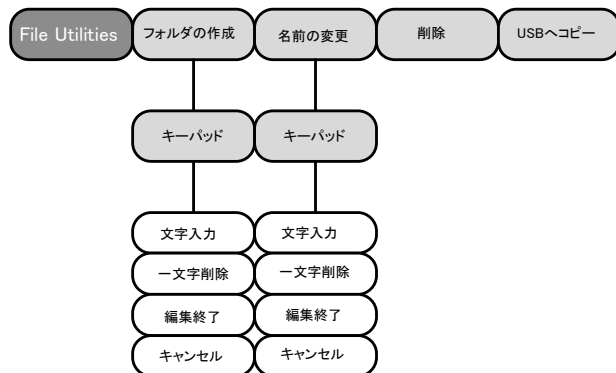 File Utilities フォルダの作成 名前の変更 削除 USBへコピー
キーパッド キーパッド
文字入力 文字入力
一文字削除 一文字削除
編集終了 編集終了
キャンセル キャンセル